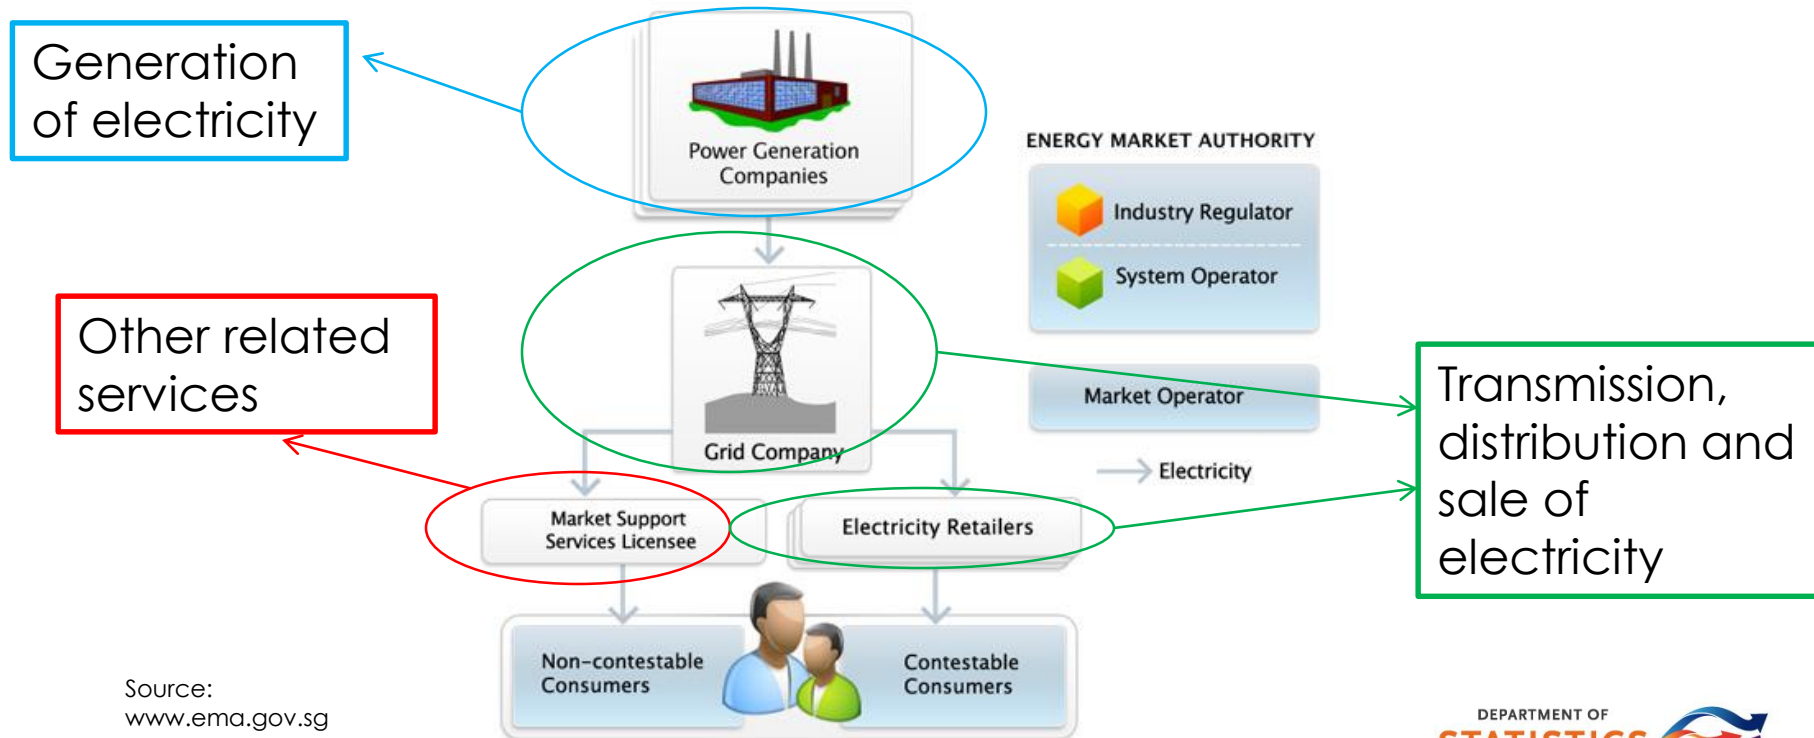 Generation
of electricity
Power Generation
Companies
ENERGY MARKET AUTHORITY
Industry Regulator
System Operator
Other related
services
Market Operator
Grid Company
Electricity
Transmission,
distribution and
sale of
electricity
Market Support
Services Licensee
Electricity Retailers
Non-contestable
Consumers
Contestable
Consumers
Source:
www.ema.gov.sg
DEPARTMENT OF
STATISTICS